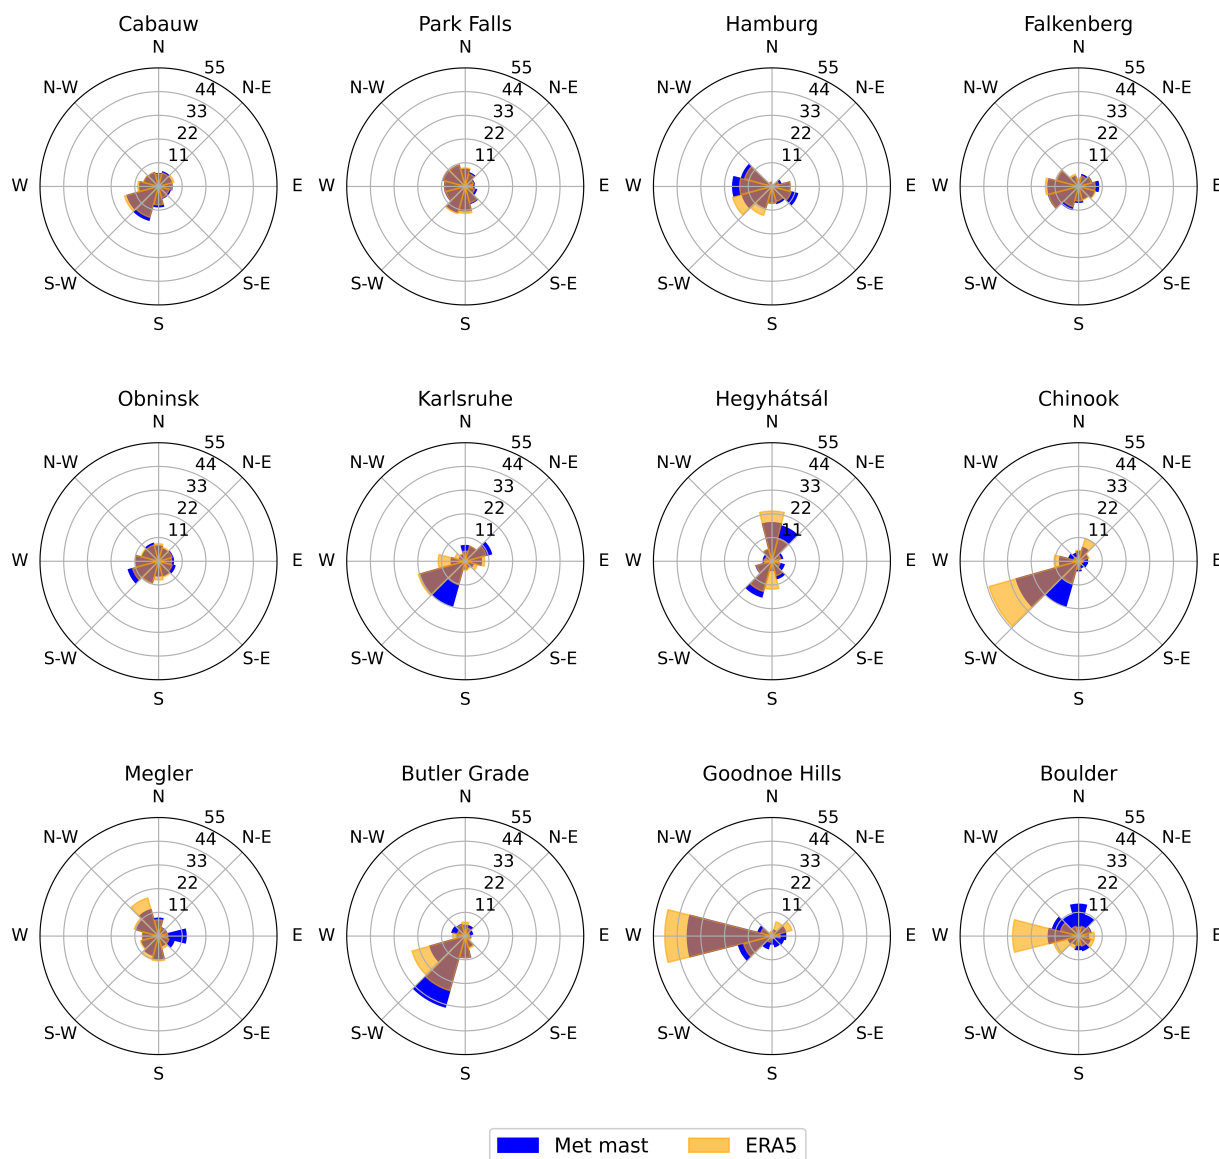 Cabauw
N
N-W
N-E
W
E
S-W
S-E
S
11
22
33
44
55
Park Falls
N
N-W
N-E
W
E
S-W
S-E
S
11
22
33
44
55
Hamburg
N
N-W
N-E
W
E
S-W
S-E
S
11
22
33
44
55
Falkenberg
N
N-W
N-E
W
E
S-W
S-E
S
11
22
33
44
55
Obninsk
N
N-W
N-E
W
E
S-W
S-E
S
11
22
33
44
55
Karlsruhe
N
N-W
N-E
W
E
S-W
S-E
S
11
22
33
44
55
Hegyhátsál
N
N-W
N-E
W
E
S-W
S-E
S
11
22
33
44
55
Chinook
N
N-W
N-E
W
E
S-W
S-E
S
11
22
33
44
55
Megler
N
N-W
N-E
W
E
S-W
S-E
S
11
22
33
44
55
Butler Grade
N
N-W
N-E
W
E
S-W
S-E
S
11
22
33
44
55
Goodnoe Hills
N
N-W
N-E
W
E
S-W
S-E
S
11
22
33
44
55
Boulder
N
N-W
N-E
W
E
S-W
S-E
S
11
22
33
44
55
Met mast
ERA5